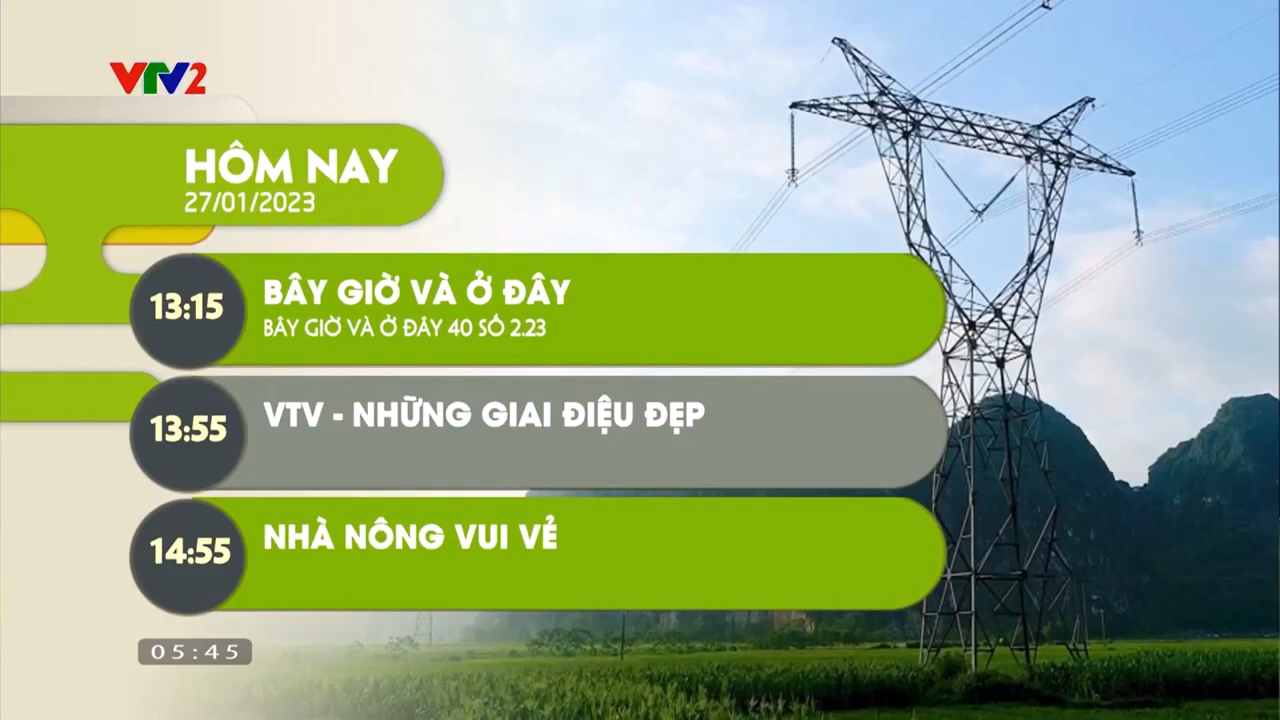 VTV2
HÔM NAY
27/01/2023
13:15
BÂY GIỜ VÀ Ở ĐÂY
BÂY GIỜ VÀ Ở ĐÂY 40 SỐ 2.23
13:55
VTV - NHỮNG GIAI ĐIỆU ĐẸP
14:55
NHÀ NÔNG VUI VẺ
05:45